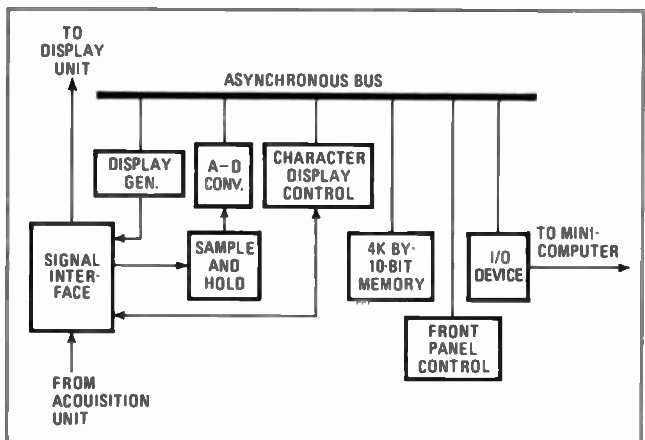 TO
DISPLAY
UNIT
ASYNCHRONOUS BUS
DISPLAY
GEN.
A-D
CONV.
CHARACTER
DISPLAY
CONTROL
SIGNAL
INTER-
FACE
SAMPLE
AND
HOLD
4K BY-
10-BIT
MEMORY
I/O
DEVICE
TO MINI-
COMPUTER
FRONT
PANEL
CONTROL
FROM
ACQUISITION
UNIT